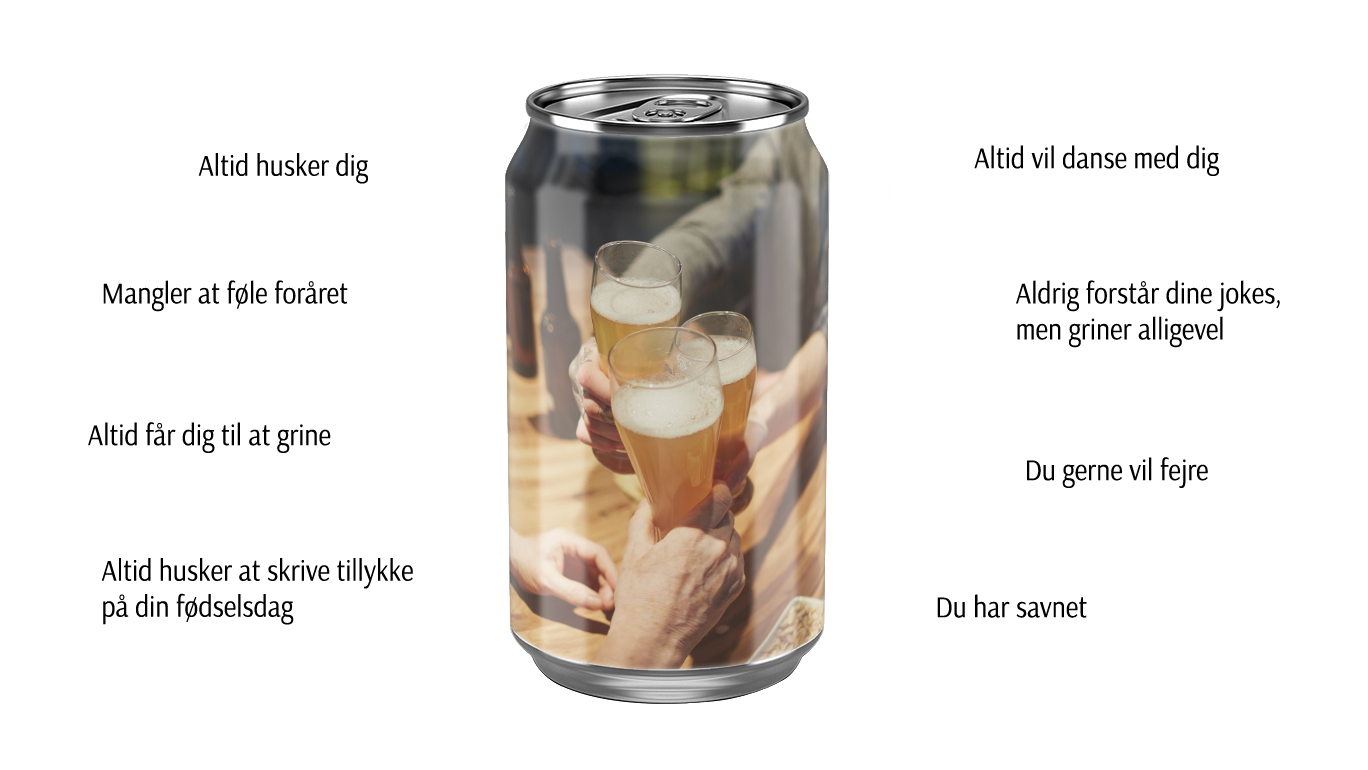 Altid husker dig
Mangler at føle foråret
Altid får dig til at grine
Altid husker at skrive tillykke
på din fødselsdag
Altid vil danse med dig
Aldrig forstår dine jokes,
men griner alligevel
Du gerne vil fejre
Du har savnet